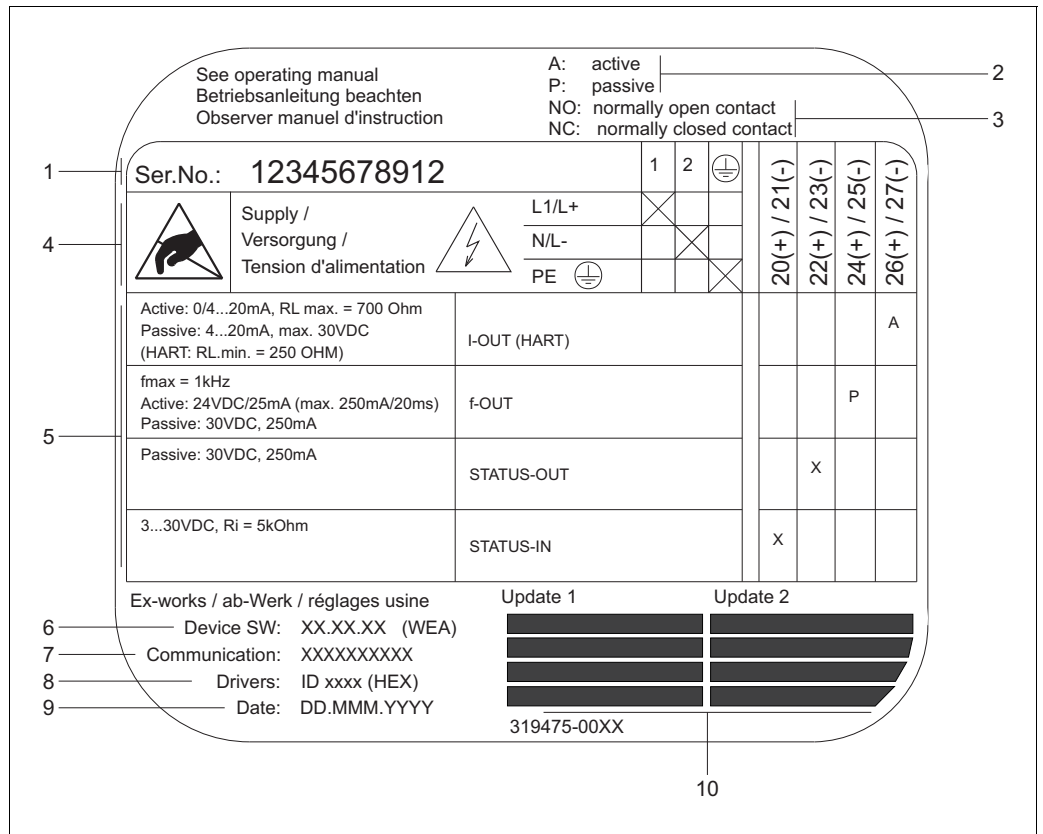 See operating manual
Betriebsanleitung beachten
Observer manuel d'instruction
A: active
P: passive
NO: normally open contact
NC: normally closed contact
2
3
1
Ser.No.: 12345678912
1 2
20(+) / 21(-)
22(+) / 23(-)
24(+) / 25(-)
26(+) / 27(-)
4
Supply /
Versorgung /
Tension d'alimentation
L1/L+
N/L-
PE
5
Active: 0/4...20mA, RL max. = 700 Ohm
Passive: 4...20mA, max. 30VDC
(HART: RL.min. = 250 OHM)
I-OUT (HART)
A
fmax = 1kHz
Active: 24VDC/25mA (max. 250mA/20ms)
Passive: 30VDC, 250mA
f-OUT
P
Passive: 30VDC, 250mA
STATUS-OUT
X
3...30VDC, Ri = 5kOhm
STATUS-IN
X
Ex-works / ab-Werk / réglages usine
Update 1
Update 2
6
Device SW: XX.XX.XX (WEA)
7
Communication: XXXXXXXXXX
8
Drivers: ID xxxx (HEX)
9
Date: DD.MMM.YYYY
319475-00XX
10